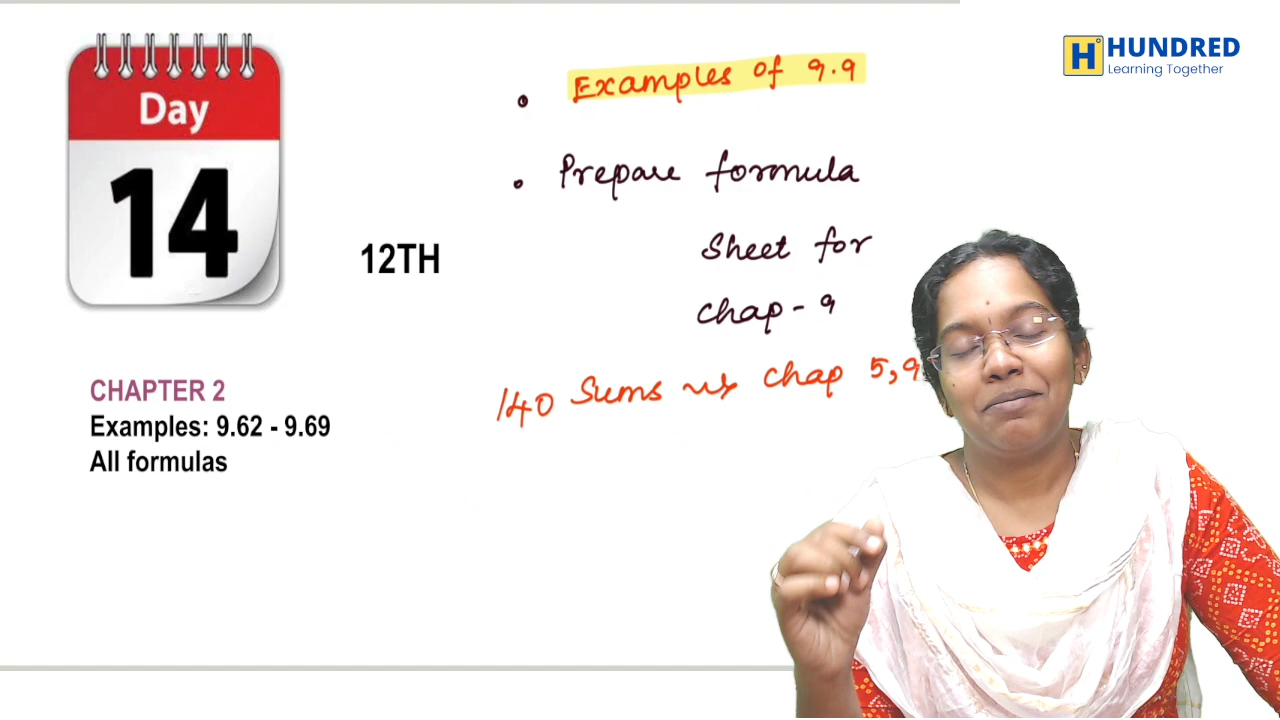 Day
14
12TH
CHAPTER 2
Examples: 9.62 - 9.69
All formulas
• Examples of 9.9
• Prepare formula
Sheet for
chap - 9
140 Sums chap 5,9
H HUNDRED
Learning Together